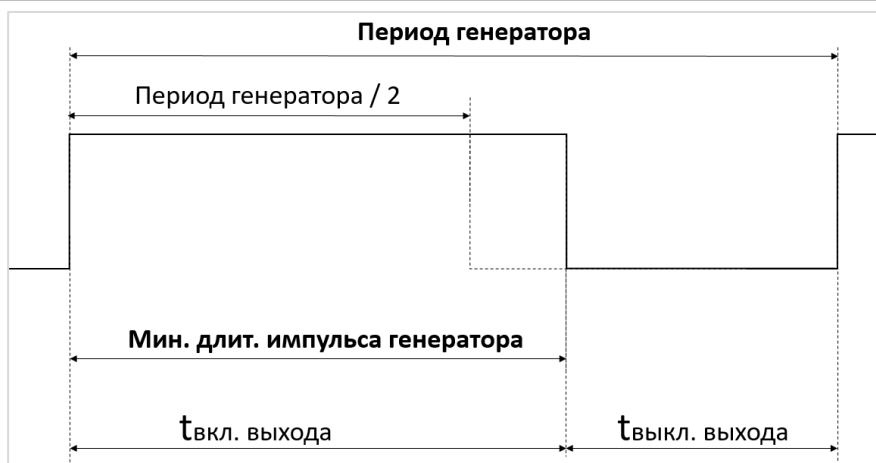 Период генератора
Период генератора / 2
Мин. длит. импульса генератора
tвкл. выхода
tвыкл. выхода